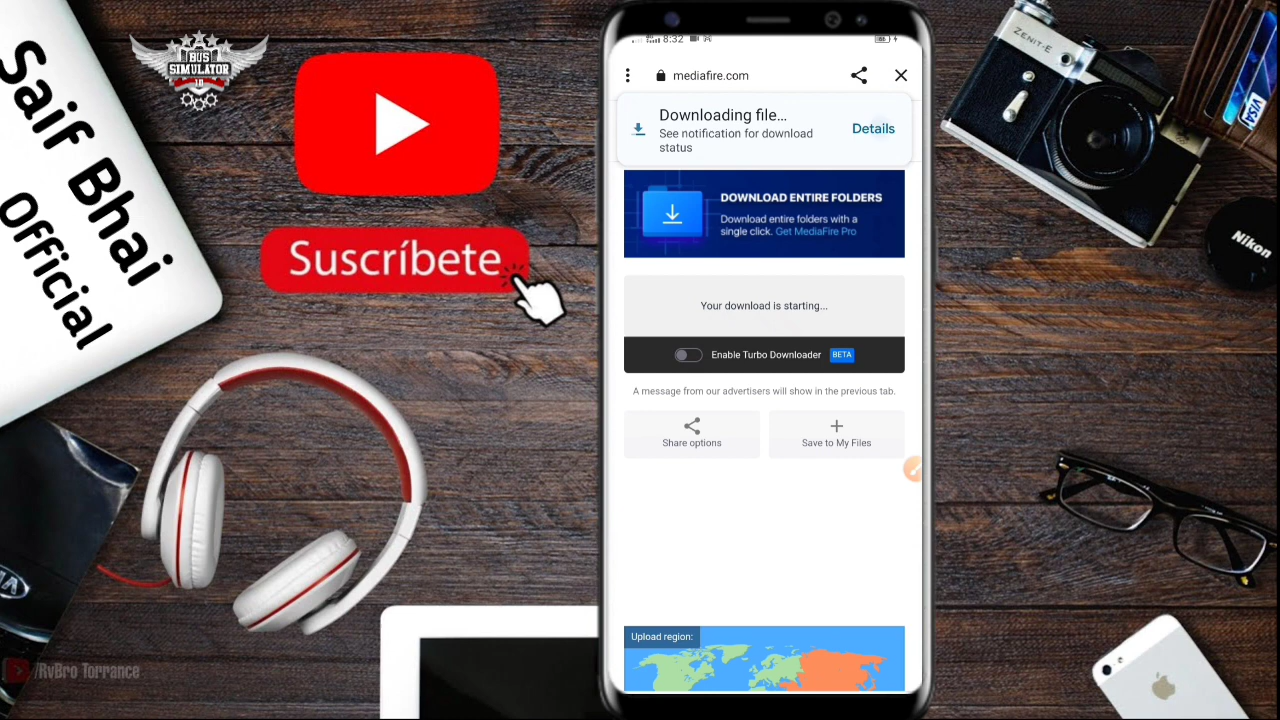 Saif Bhai
Official
BUS
SIMULATOR
18
Suscríbete
/RvBro Torrance
8:32
mediafire.com
Downloading file...
See notification for download
status
Details
DOWNLOAD ENTIRE FOLDERS
Download entire folders with a
single click. Get MediaFire Pro
Your download is starting...
Enable Turbo Downloader BETA
A message from our advertisers will show in the previous tab.
Share options
Save to My Files
Upload region:
ZENIT-E
VISA
Nikon